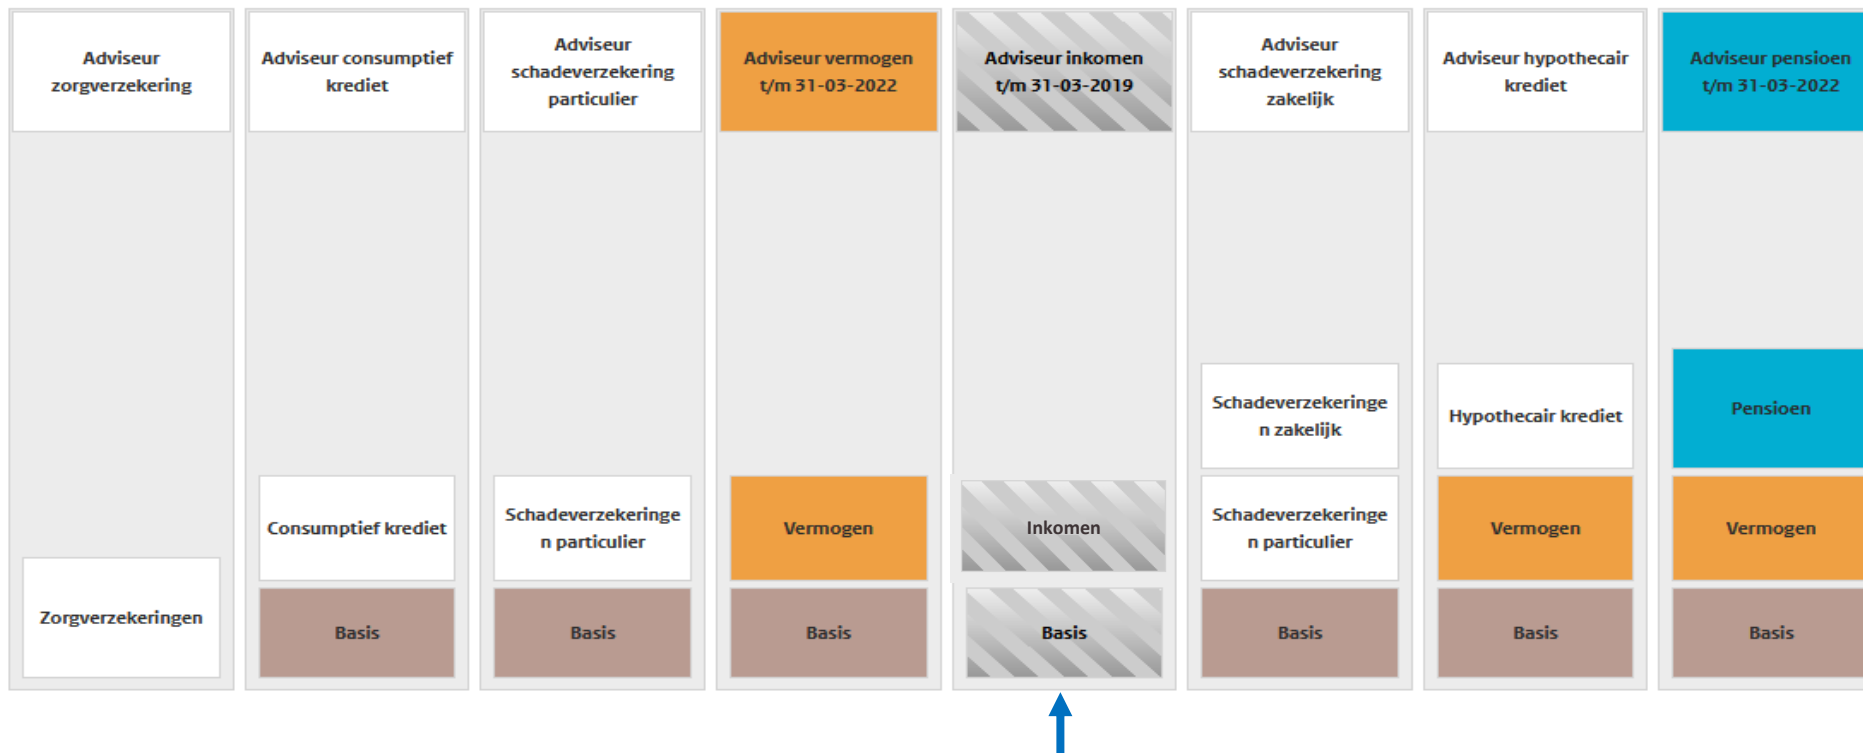 Adviseur
zorgverzekering
Adviseur consumptief
krediet
Adviseur
schadeverzekering
particulier
Adviseur vermogen
t/m 31-03-2022
Adviseur inkomen
t/m 31-03-2019
Adviseur
schadeverzekering
zakelijk
Adviseur hypothecair
krediet
Adviseur pensioen
t/m 31-03-2022
Schadeverzekeringe
n zakelijk
Hypothecair krediet
Pensioen
Consumptief krediet
Schadeverzekeringe
n particulier
Vermogen
Inkomen
Schadeverzekeringe
n particulier
Vermogen
Vermogen
Zorgverzekeringen
Basis
Basis
Basis
Basis
Basis
Basis
Basis